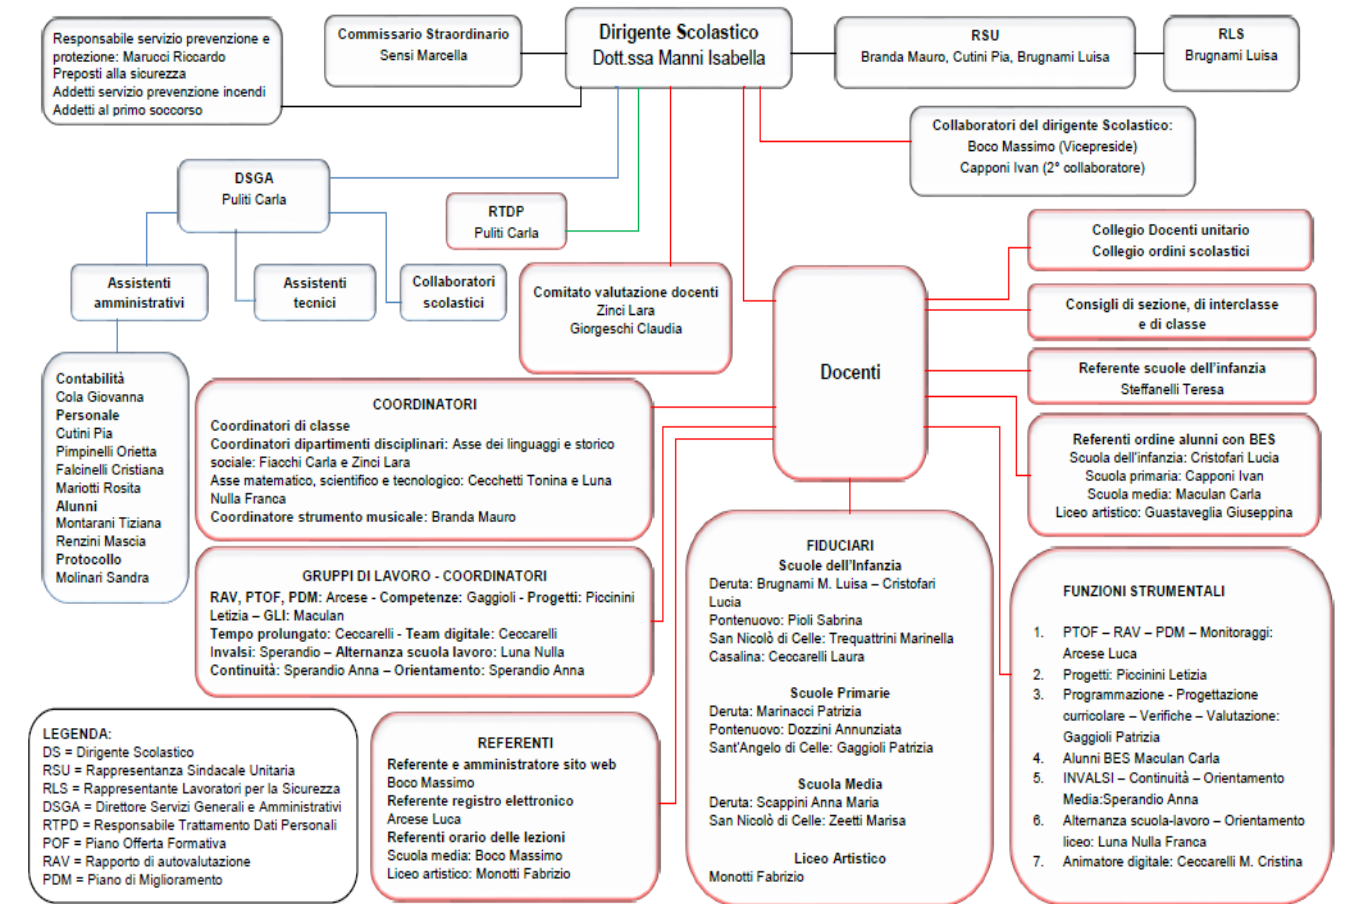 Responsabile servizio prevenzione e
protezione: Marucci Riccardo
Preposti alla sicurezza
Addetti servizio prevenzione incendi
Addetti al primo soccorso
Commissario Straordinario
Sensi Marcella
Dirigente Scolastico
Dott.ssa Manni Isabella
RSU
Branda Mauro, Cutini Pia, Brugnami Luisa
RLS
Brugnami Luisa
Collaboratori del dirigente Scolastico:
Boco Massimo (Vicepreside)
Capponi Ivan (2° collaboratore)
DSGA
Puliti Carla
RTDP
Puliti Carla
Collegio Docenti unitario
Collegio ordini scolastici
Assistenti
amministrativi
Assistenti
tecnici
Collaboratori
scolastici
Comitato valutazione docenti
Zinci Lara
Giorgeschi Claudia
Docenti
Consigli di sezione, di interclasse
e di classe
Referente scuole dell'infanzia
Steffanelli Teresa
Contabilità
Cola Giovanna
Personale
Cutini Pia
Pimpinelli Orietta
Falcinelli Cristiana
Mariotti Rosita
Alunni
Montarani Tiziana
Renzini Mascia
Protocollo
Molinari Sandra
COORDINATORI
Coordinatori di classe
Coordinatori dipartimenti disciplinari: Asse dei linguaggi e storico
sociale: Fiacchi Carla e Zinci Lara
Asse matematico, scientifico e tecnologico: Cecchetti Tonina e Luna
Nulla Franca
Coordinatore strumento musicale: Branda Mauro
Referenti ordine alunni con BES
Scuola dell'infanzia: Cristofari Lucia
Scuola primaria: Capponi Ivan
Scuola media: Maculan Carla
Liceo artistico: Guastaveglia Giuseppina
GRUPPI DI LAVORO - COORDINATORI
RAV, PTOF, PDM: Arcese - Competenze: Gaggioli - Progetti: Piccinini
Letizia – GLI: Maculan
Tempo prolungato: Ceccarelli - Team digitale: Ceccarelli
Invalsi: Sperandio – Alternanza scuola lavoro: Luna Nulla
Continuità: Sperandio Anna – Orientamento: Sperandio Anna
FIDUCIARI
Scuole dell'Infanzia
Deruta: Brugnami M. Luisa – Cristofari
Lucia
Pontenuovo: Pioli Sabrina
San Nicolò di Celle: Trequattrini Marinella
Casalina: Ceccarelli Laura
Scuole Primarie
Deruta: Marinacci Patrizia
Pontenuovo: Dozzini Annunziata
Sant'Angelo di Celle: Gaggioli Patrizia
Scuola Media
Deruta: Scappini Anna Maria
San Nicolò di Celle: Zeetti Marisa
Liceo Artistico
Monotti Fabrizio
FUNZIONI STRUMENTALI
1. PTOF – RAV – PDM – Monitoraggi:
Arcese Luca
2. Progetti: Piccinini Letizia
3. Programmazione - Progettazione
curricolare – Verifiche – Valutazione:
Gaggioli Patrizia
4. Alunni BES Maculan Carla
5. INVALSI – Continuità – Orientamento
Media:Sperandio Anna
6. Alternanza scuola-lavoro – Orientamento
liceo: Luna Nulla Franca
7. Animatore digitale: Ceccarelli M. Cristina
LEGENDA:
DS = Dirigente Scolastico
RSU = Rappresentanza Sindacale Unitaria
RLS = Rappresentante Lavoratori per la Sicurezza
DSGA = Direttore Servizi Generali e Amministrativi
RTPD = Responsabile Trattamento Dati Personali
POF = Piano Offerta Formativa
RAV = Rapporto di autovalutazione
PDM = Piano di Miglioramento
REFERENTI
Referente e amministratore sito web
Boco Massimo
Referente registro elettronico
Arcese Luca
Referenti orario delle lezioni
Scuola media: Boco Massimo
Liceo artistico: Monotti Fabrizio